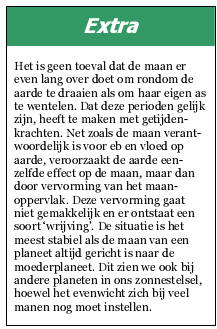 Extra
Het is geen toeval dat de maan er
even lang over doet om rondom de
aarde te draaien als om haar eigen as
te wentelen. Dat deze perioden gelijk
zijn, heeft te maken met getijden-
krachten. Net zoals de maan verant-
woordelijk is voor eb en vloed op
aarde, veroorzaakt de aarde een-
zelfde effect op de maan, maar dan
door vervorming van het maan-
oppervlak. Deze vervorming gaat
niet gemakkelijk en er ontstaat een
soort ‘wrijving’. De situatie is het
meest stabiel als de maan van een
planeet altijd gericht is naar de
moederplaneet. Dit zien we ook bij
andere planeten in ons zonnestelsel,
hoewel het evenwicht zich bij veel
manen nog moet instellen.